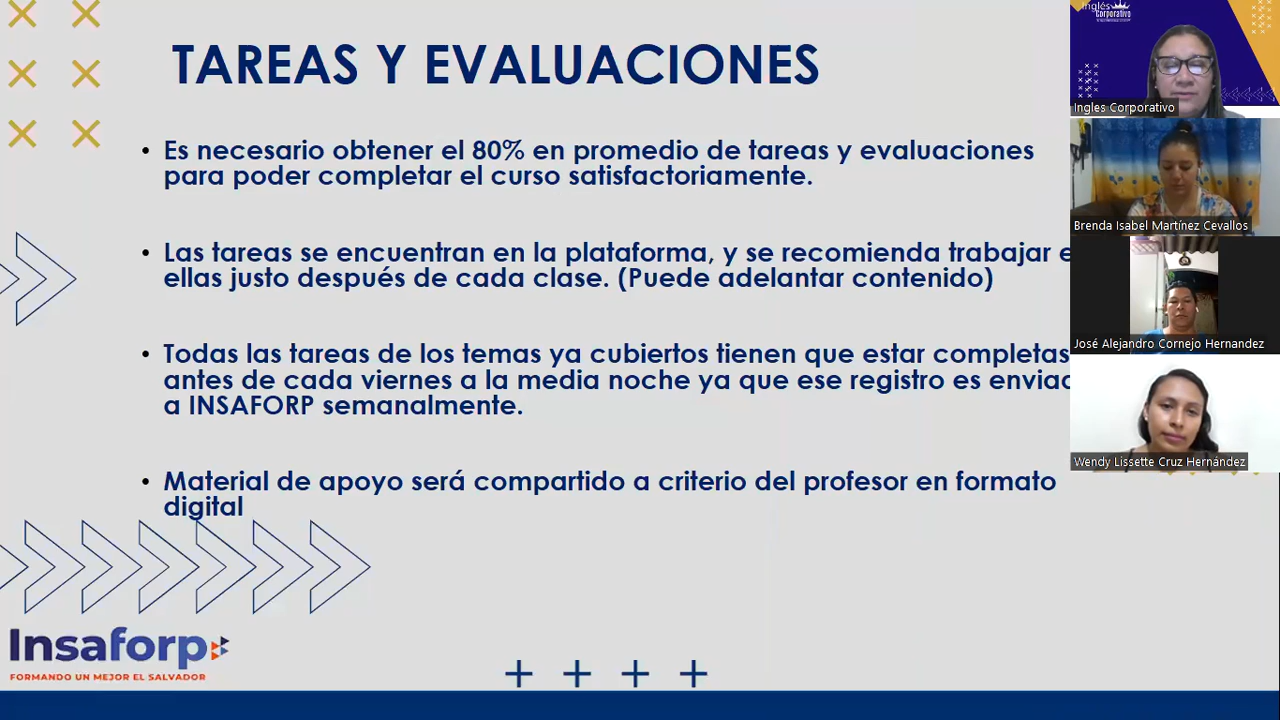 TAREAS Y EVALUACIONES
• Es necesario obtener el 80% en promedio de tareas y evaluaciones
para poder completar el curso satisfactoriamente.
• Las tareas se encuentran en la plataforma, y se recomienda trabajar
ellas justo después de cada clase. (Puede adelantar contenido)
• Todas las tareas de los temas ya cubiertos tienen que estar completas
antes de cada viernes a la media noche ya que ese registro es
a INSAFORP semanalmente.
• Material de apoyo será compartido a criterio del profesor en formato
digital
Insaforp
FORMANDO UN MEJOR EL SALVADOR
Inglés
Corporativo
Ingles Corporativo
Brenda Isabel Martínez Cevallos
José Alejandro Cornejo Hernandez
Wendy Lissette Cruz Hernández